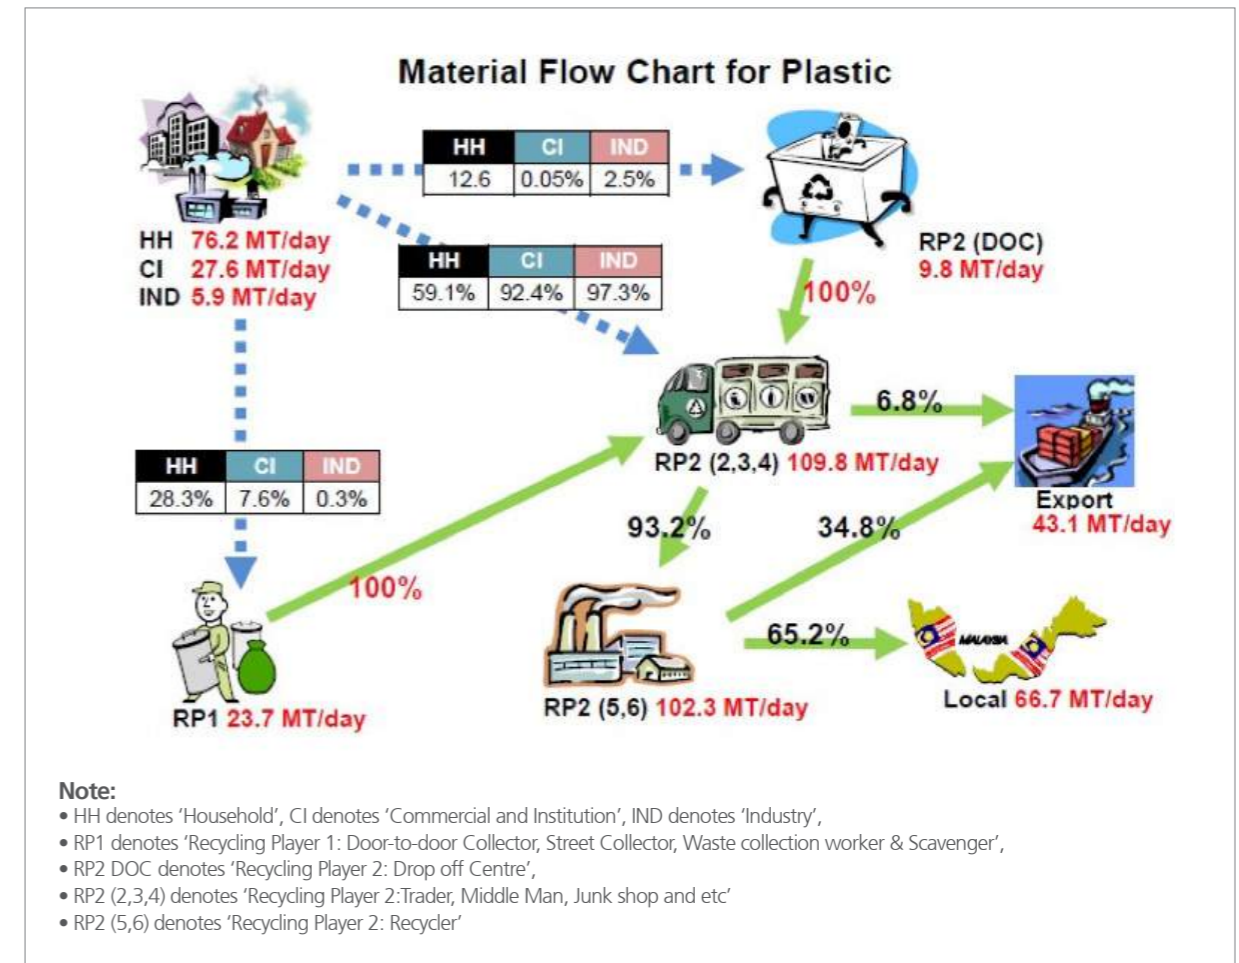 Material Flow Chart for Plastic
HH CI IND
12.6 0.05% 2.5%
HH 76.2 MT/day
CI 27.6 MT/day
IND 5.9 MT/day
RP2 (DOC)
9.8 MT/day
HH CI IND
59.1% 92.4% 97.3%
100%
6.8%
RP2 (2,3,4) 109.8 MT/day
Export
43.1 MT/day
HH CI IND
28.3% 7.6% 0.3%
93.2%
34.8%
100%
65.2%
MALAYSIA
RP1 23.7 MT/day
RP2 (5,6) 102.3 MT/day
Local 66.7 MT/day
Note:
• HH denotes ‘Household’, CI denotes ‘Commercial and Institution’, IND denotes ‘Industry’,
• RP1 denotes ‘Recycling Player 1: Door-to-door Collector, Street Collector, Waste collection worker & Scavenger’,
• RP2 DOC denotes ‘Recycling Player 2: Drop off Centre’,
• RP2 (2,3,4) denotes ‘Recycling Player 2:Trader, Middle Man, Junk shop and etc’
• RP2 (5,6) denotes ‘Recycling Player 2: Recycler’